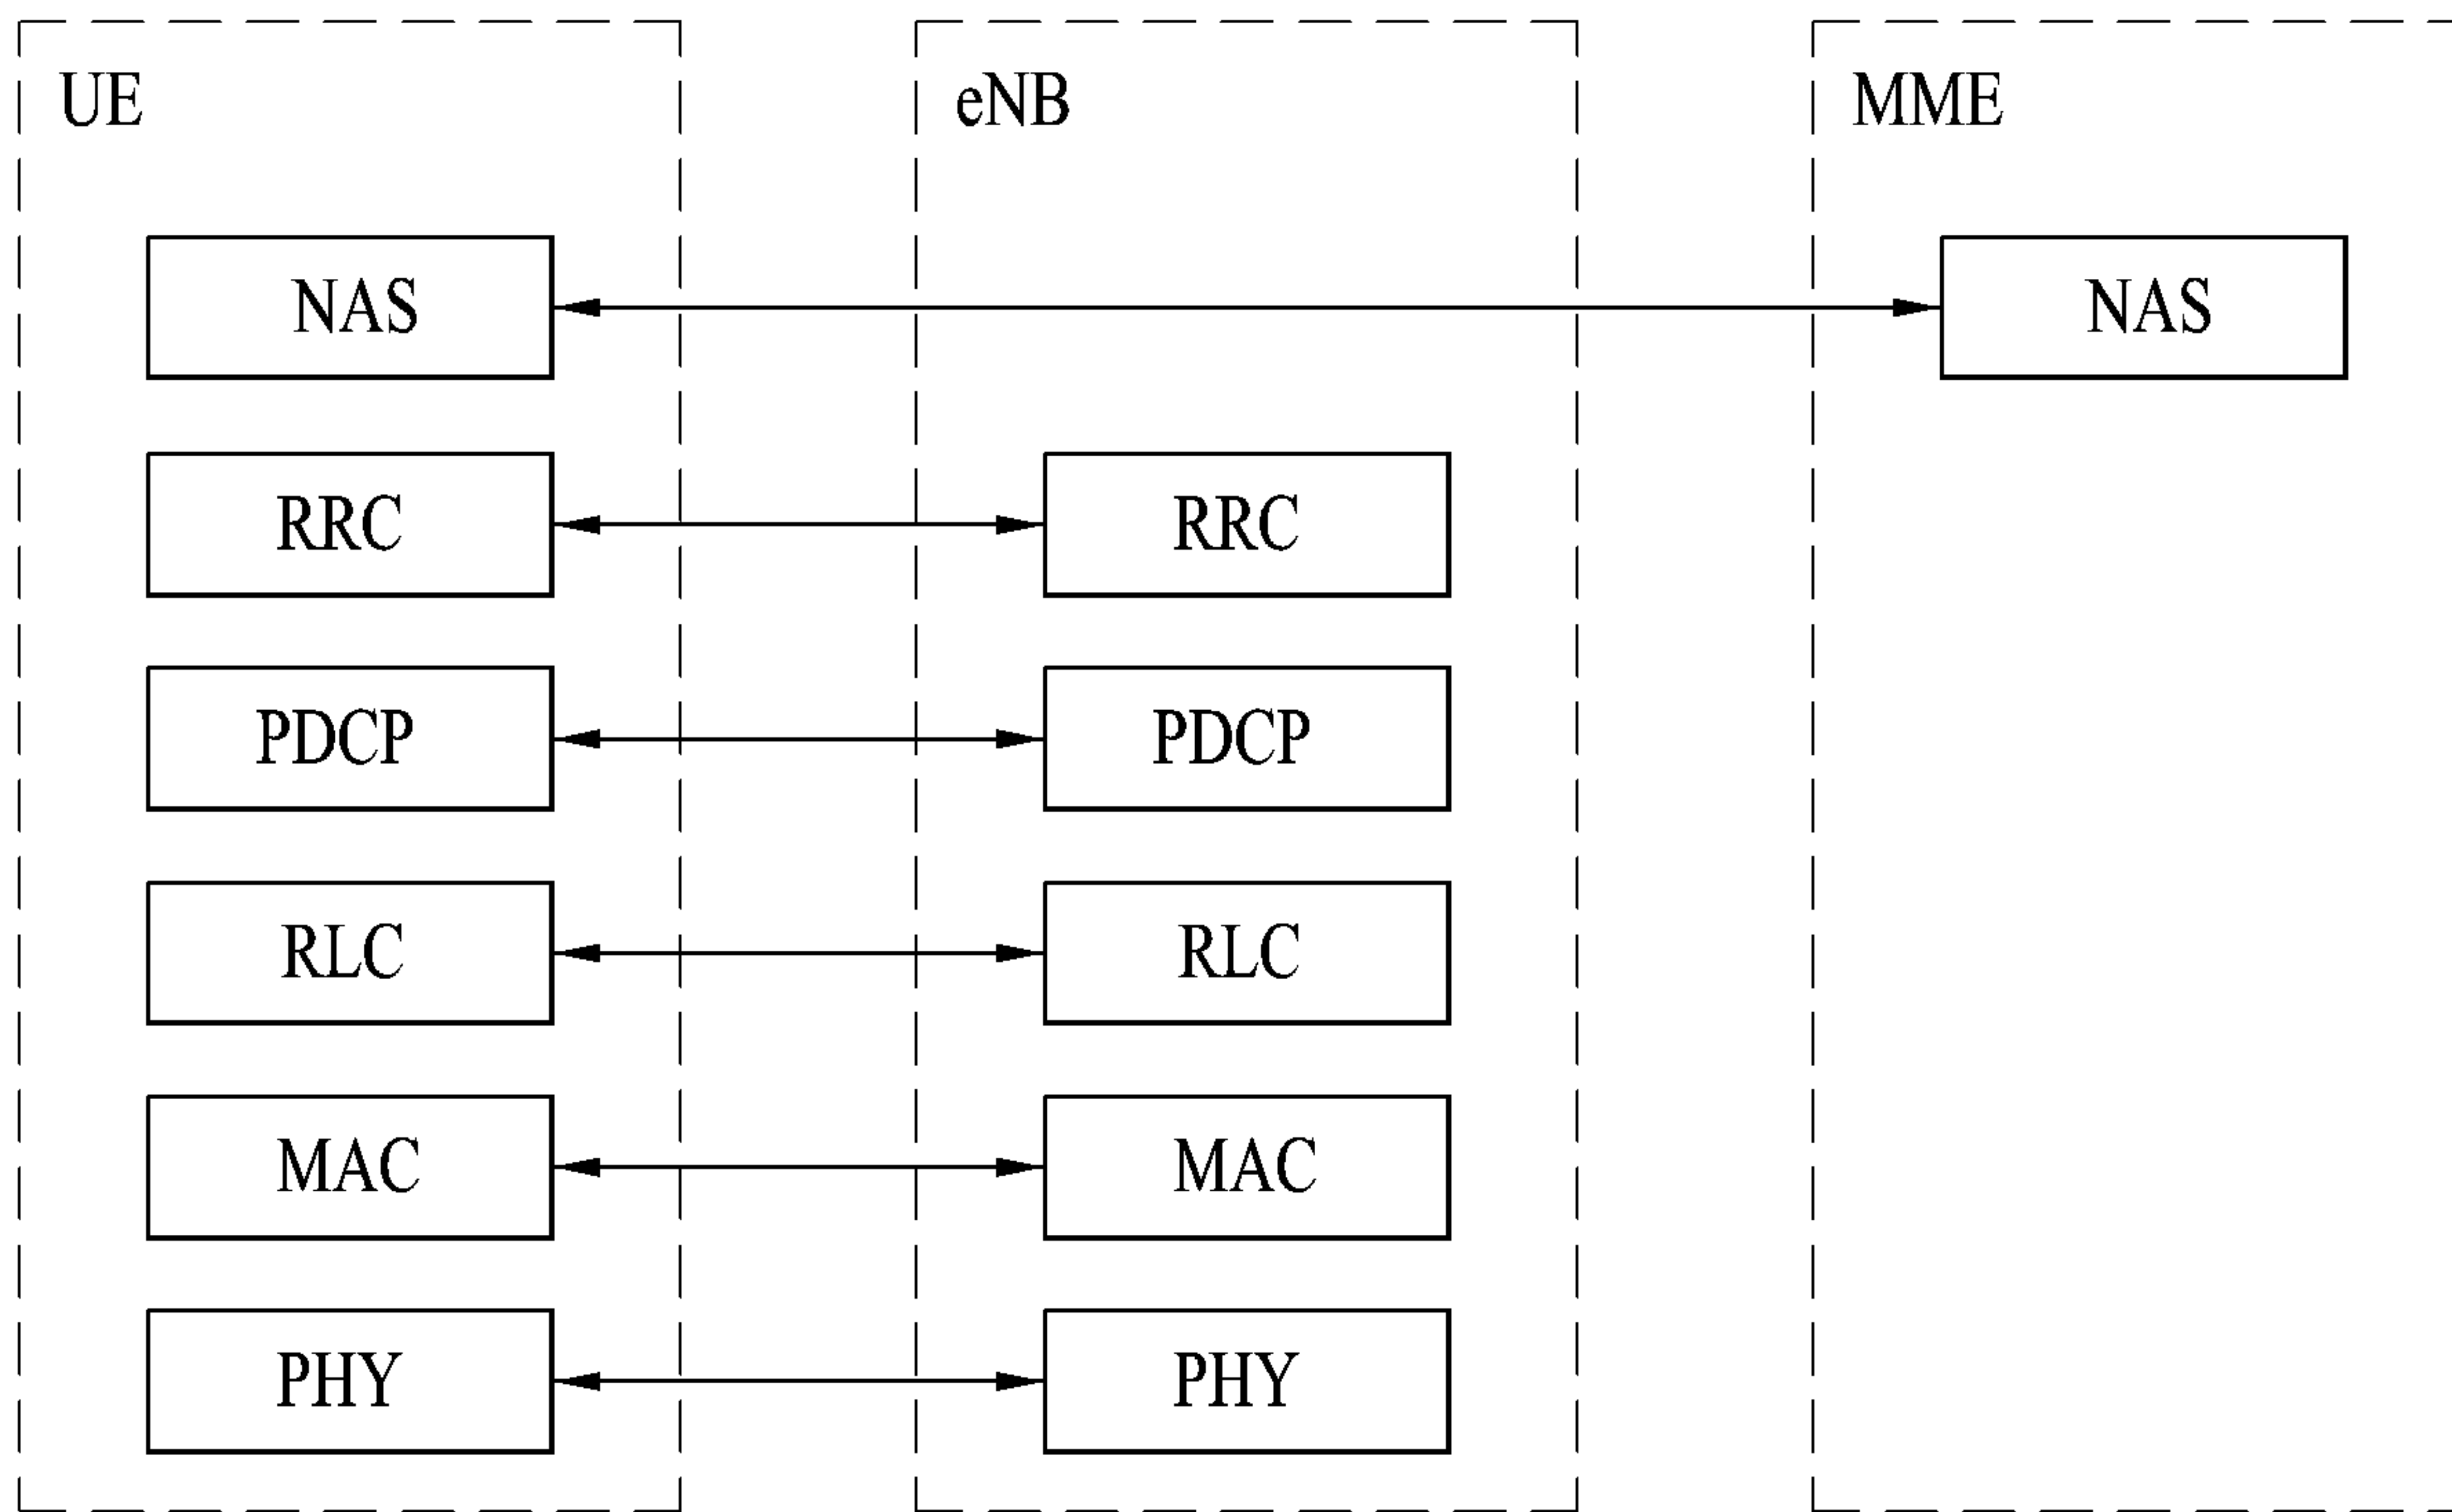 UE eNB MME
NAS NAS
RRC RRC
PDCP PDCP
RLC RLC
MAC MAC
PHY PHY